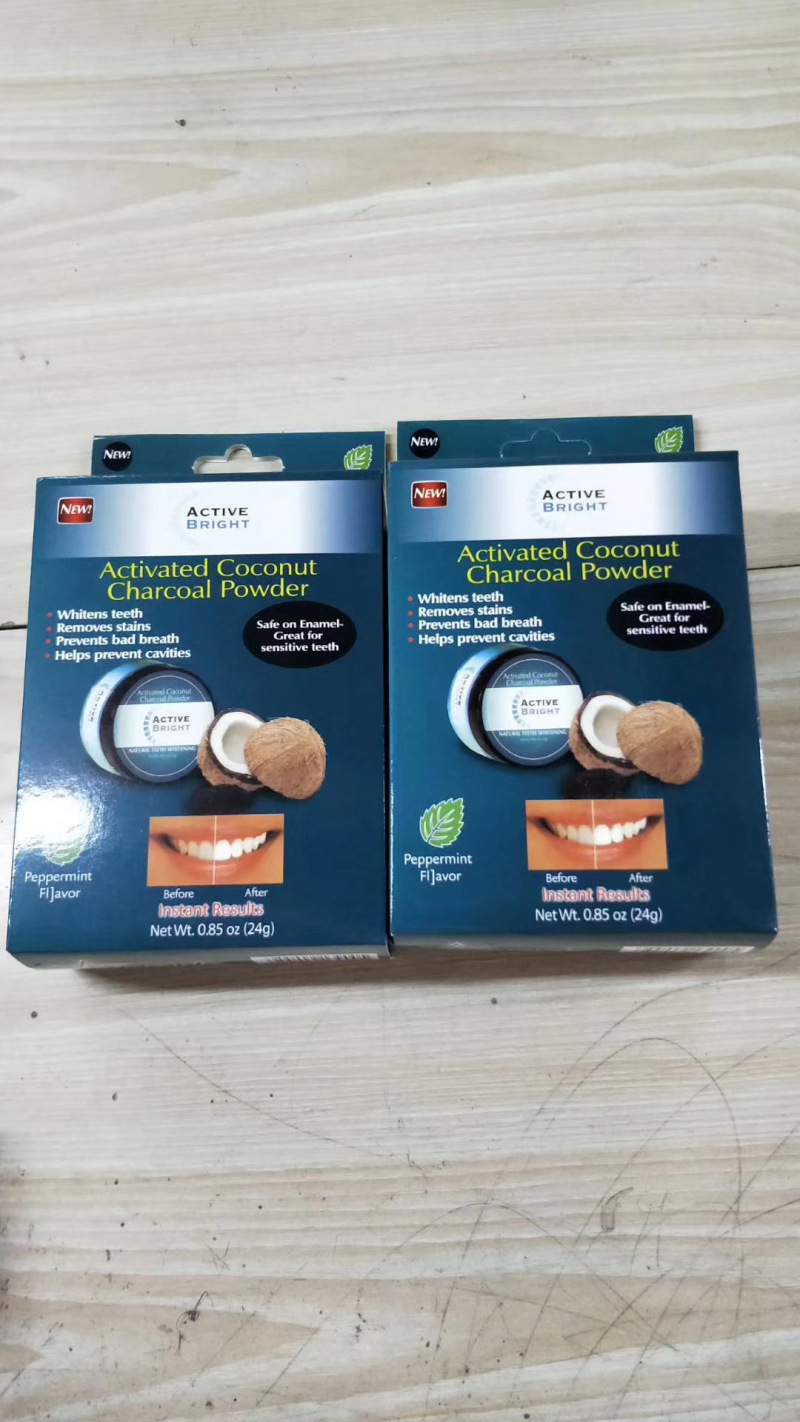 NEW!
NEW!
ACTIVE
BRIGHT
Activated Coconut
Charcoal Powder
• Whitens teeth
• Removes stains
• Prevents bad breath
• Helps prevent cavities
Safe on Enamel-
Great for
sensitive teeth
Activated Coconut
Charcoal Powder
ACTIVE
BRIGHT
NATURAL TEETH WHITENING
Peppermint
Fl]avor
Before After
Instant Results
Net Wt. 0.85 oz (24g)
NEW!
NEW!
ACTIVE
BRIGHT
Activated Coconut
Charcoal Powder
• Whitens teeth
• Removes stains
• Prevents bad breath
• Helps prevent cavities
Safe on Enamel-
Great for
sensitive teeth
Activated Coconut
Charcoal Powder
ACTIVE
BRIGHT
NATURAL TEETH WHITENING
Peppermint
Fl]avor
Before After
Instant Results
Net Wt. 0.85 oz (24g)